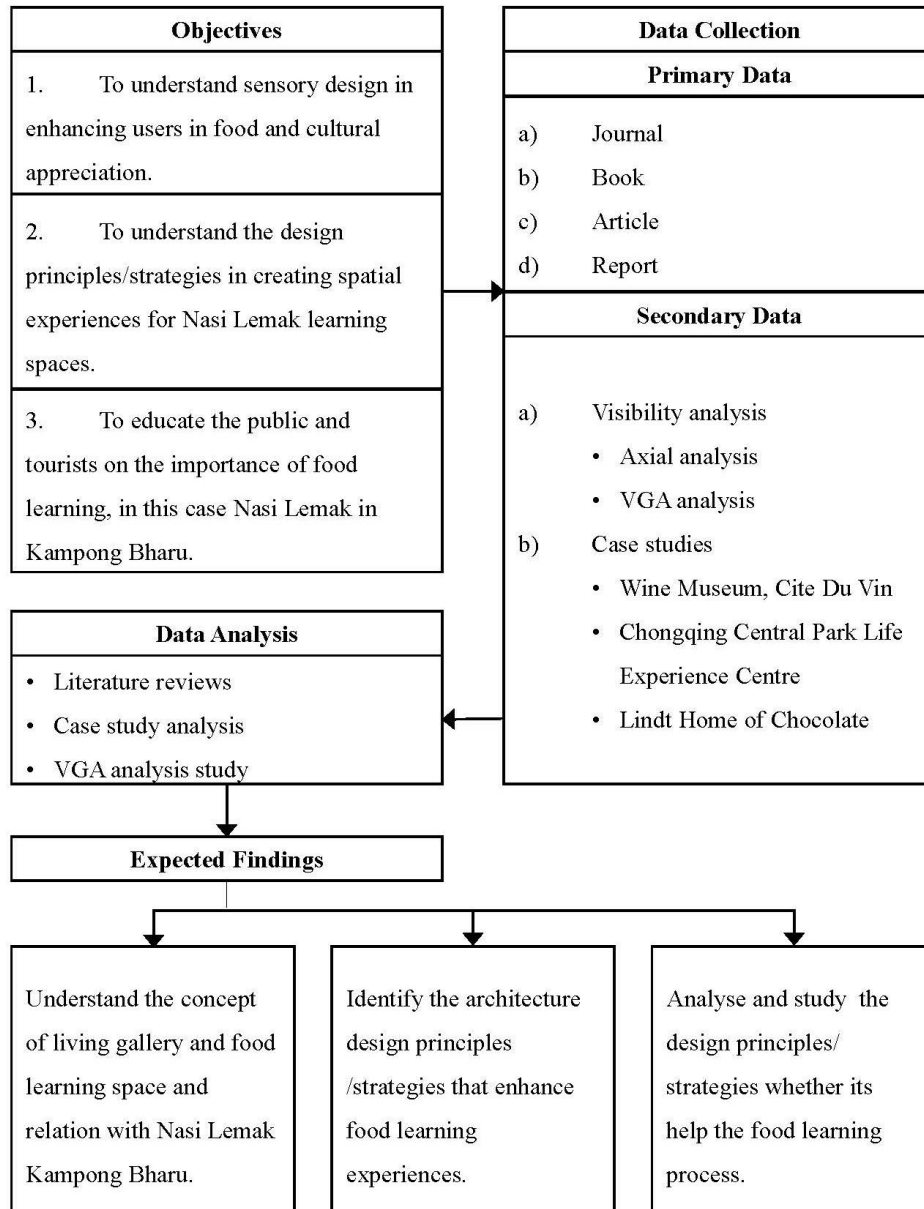 Objectives
1. To understand sensory design in
enhancing users in food and cultural
appreciation.
2. To understand the design
principles/strategies in creating spatial
experiences for Nasi Lemak learning
spaces.
3. To educate the public and
tourists on the importance of food
learning, in this case Nasi Lemak in
Kampong Bharu.
Data Collection
Primary Data
a) Journal
b) Book
c) Article
d) Report
Secondary Data
a) Visibility analysis
• Axial analysis
• VGA analysis
b) Case studies
• Wine Museum, Cite Du Vin
• Chongqing Central Park Life
Experience Centre
• Lindt Home of Chocolate
Data Analysis
• Literature reviews
• Case study analysis
• VGA analysis study
Expected Findings
Understand the concept
of living gallery and food
learning space and
relation with Nasi Lemak
Kampong Bharu.
Identify the architecture
design principles
/strategies that enhance
food learning
experiences.
Analyse and study the
design principles/
strategies whether its
help the food learning
process.